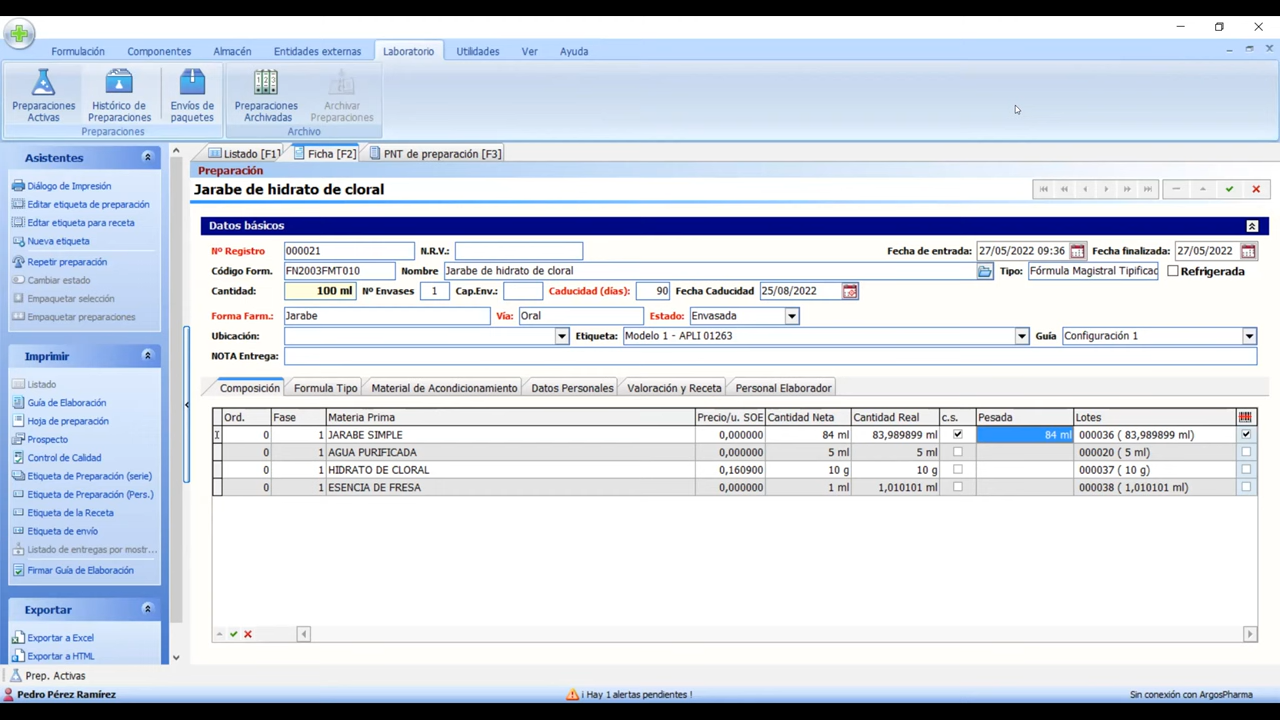 Formulación Componentes Almacén Entidades externas Laboratorio Utilidades Ver Ayuda
Preparaciones Activas
Histórico de Preparaciones
Envíos de paquetes
Preparaciones Archivadas
Archivar Preparaciones
Preparaciones Archivo
Asistentes
Diálogo de Impresión
Editar etiqueta de preparación
Edtar etiqueta para receta
Nueva etiqueta
Repetir preparación
Cambiar estado
Empaquetar selección
Empaquetar preparaciones
Imprimir
Listado
Guía de Elaboración
Hoja de preparación
Prospecto
Control de Calidad
Etiqueta de Preparación (serie)
Etiqueta de Preparación (Pers.)
Etiqueta de la Receta
Etiqueta de envío
Listado de entregas por mostr...
Firmar Guía de Elaboración
Exportar
Exportar a Excel
Exportar a HTML
Listado [F1] Ficha [F2] PNT de preparación [F3]
Preparación
Jarabe de hidrato de cloral
Datos básicos
Nº Registro 000021 N.R.V.: Fecha de entrada: 27/05/2022 09:36 Fecha finalizada: 27/05/2022
Código Form. FN2003FMT010 Nombre Jarabe de hidrato de cloral Tipo: Fórmula Magistral Tipificad Refrigerada
Cantidad: 100 ml Nº Envases 1 Cap.Env.: Caducidad (días): 90 Fecha Caducidad 25/08/2022
Forma Farm.: Jarabe Vía: Oral Estado: Envasada
Ubicación: Etiqueta: Modelo 1 - APLI 01263 Guía Configuración 1
NOTA Entrega:
Composición Formula Tipo Material de Acondicionamiento Datos Personales Valoración y Receta Personal Elaborador
Ord. Fase Materia Prima Precio/u. SOE Cantidad Neta Cantidad Real c.s. Pesada Lotes
0 1 JARABE SIMPLE 0,000000 84 ml 83,989899 ml 84 ml 000036 ( 83,989899 ml)
0 1 AGUA PURIFICADA 0,000000 5 ml 5 ml 000020 ( 5 ml)
0 1 HIDRATO DE CLORAL 0,160900 10 g 10 g 000037 ( 10 g)
0 1 ESENCIA DE FRESA 0,000000 1 ml 1,010101 ml 000038 ( 1,010101 ml)
Prep. Activas
Pedro Pérez Ramírez ¡ Hay 1 alertas pendientes ! Sin conexión con ArgosPharma